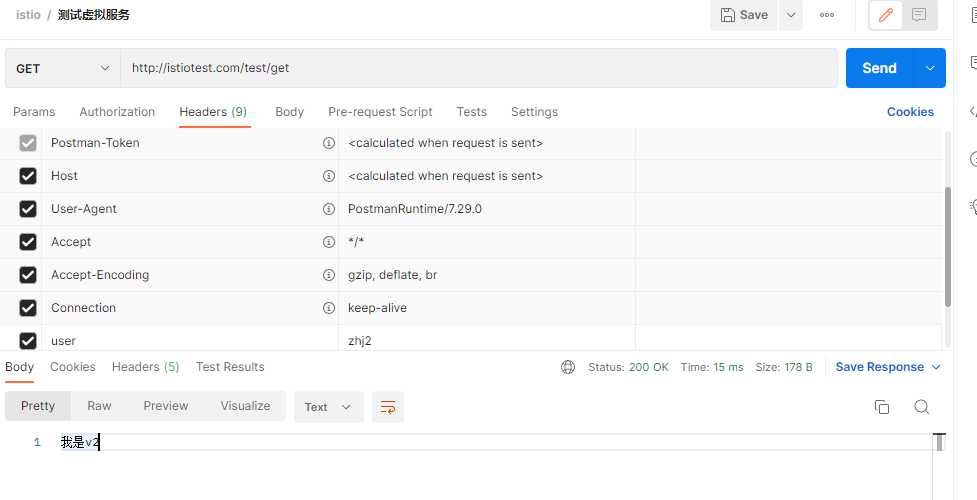 istio / 测试虚拟服务 Save
GET http://istiotest.com/test/get Send
Params Authorization Headers (9) Body Pre-request Script Tests Settings Cookies
Postman-Token <calculated when request is sent>
Host <calculated when request is sent>
User-Agent PostmanRuntime/7.29.0
Accept */*
Accept-Encoding gzip, deflate, br
Connection keep-alive
user zhj2
Body Cookies Headers (5) Test Results Status: 200 OK Time: 15 ms Size: 178 B Save Response
Pretty Raw Preview Visualize Text
1 我是v2